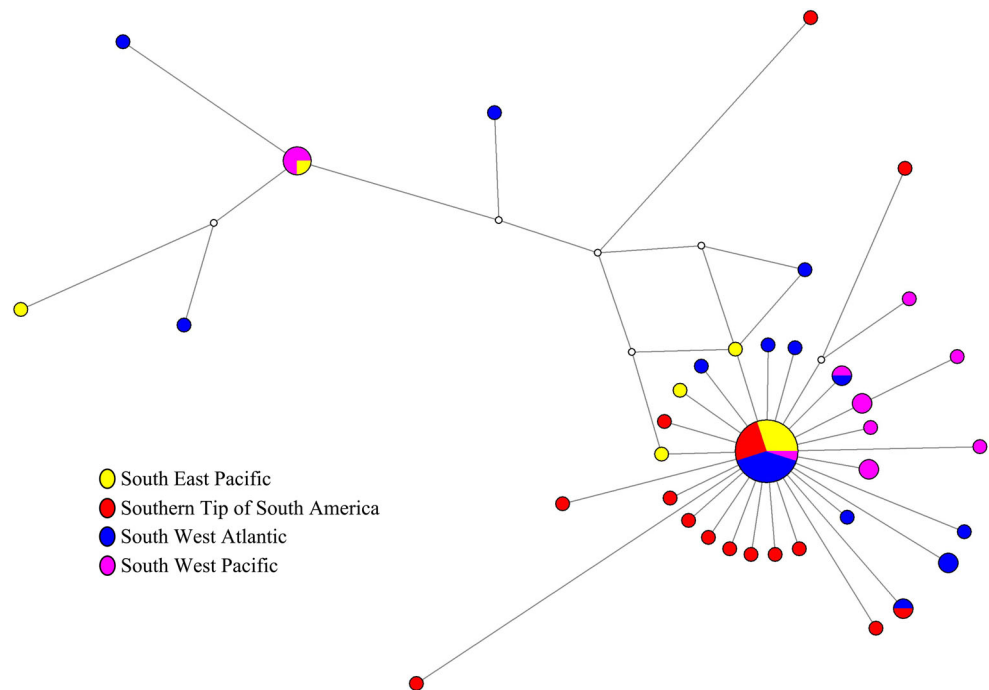 South East Pacific
Southern Tip of South America
South West Atlantic
South West Pacific